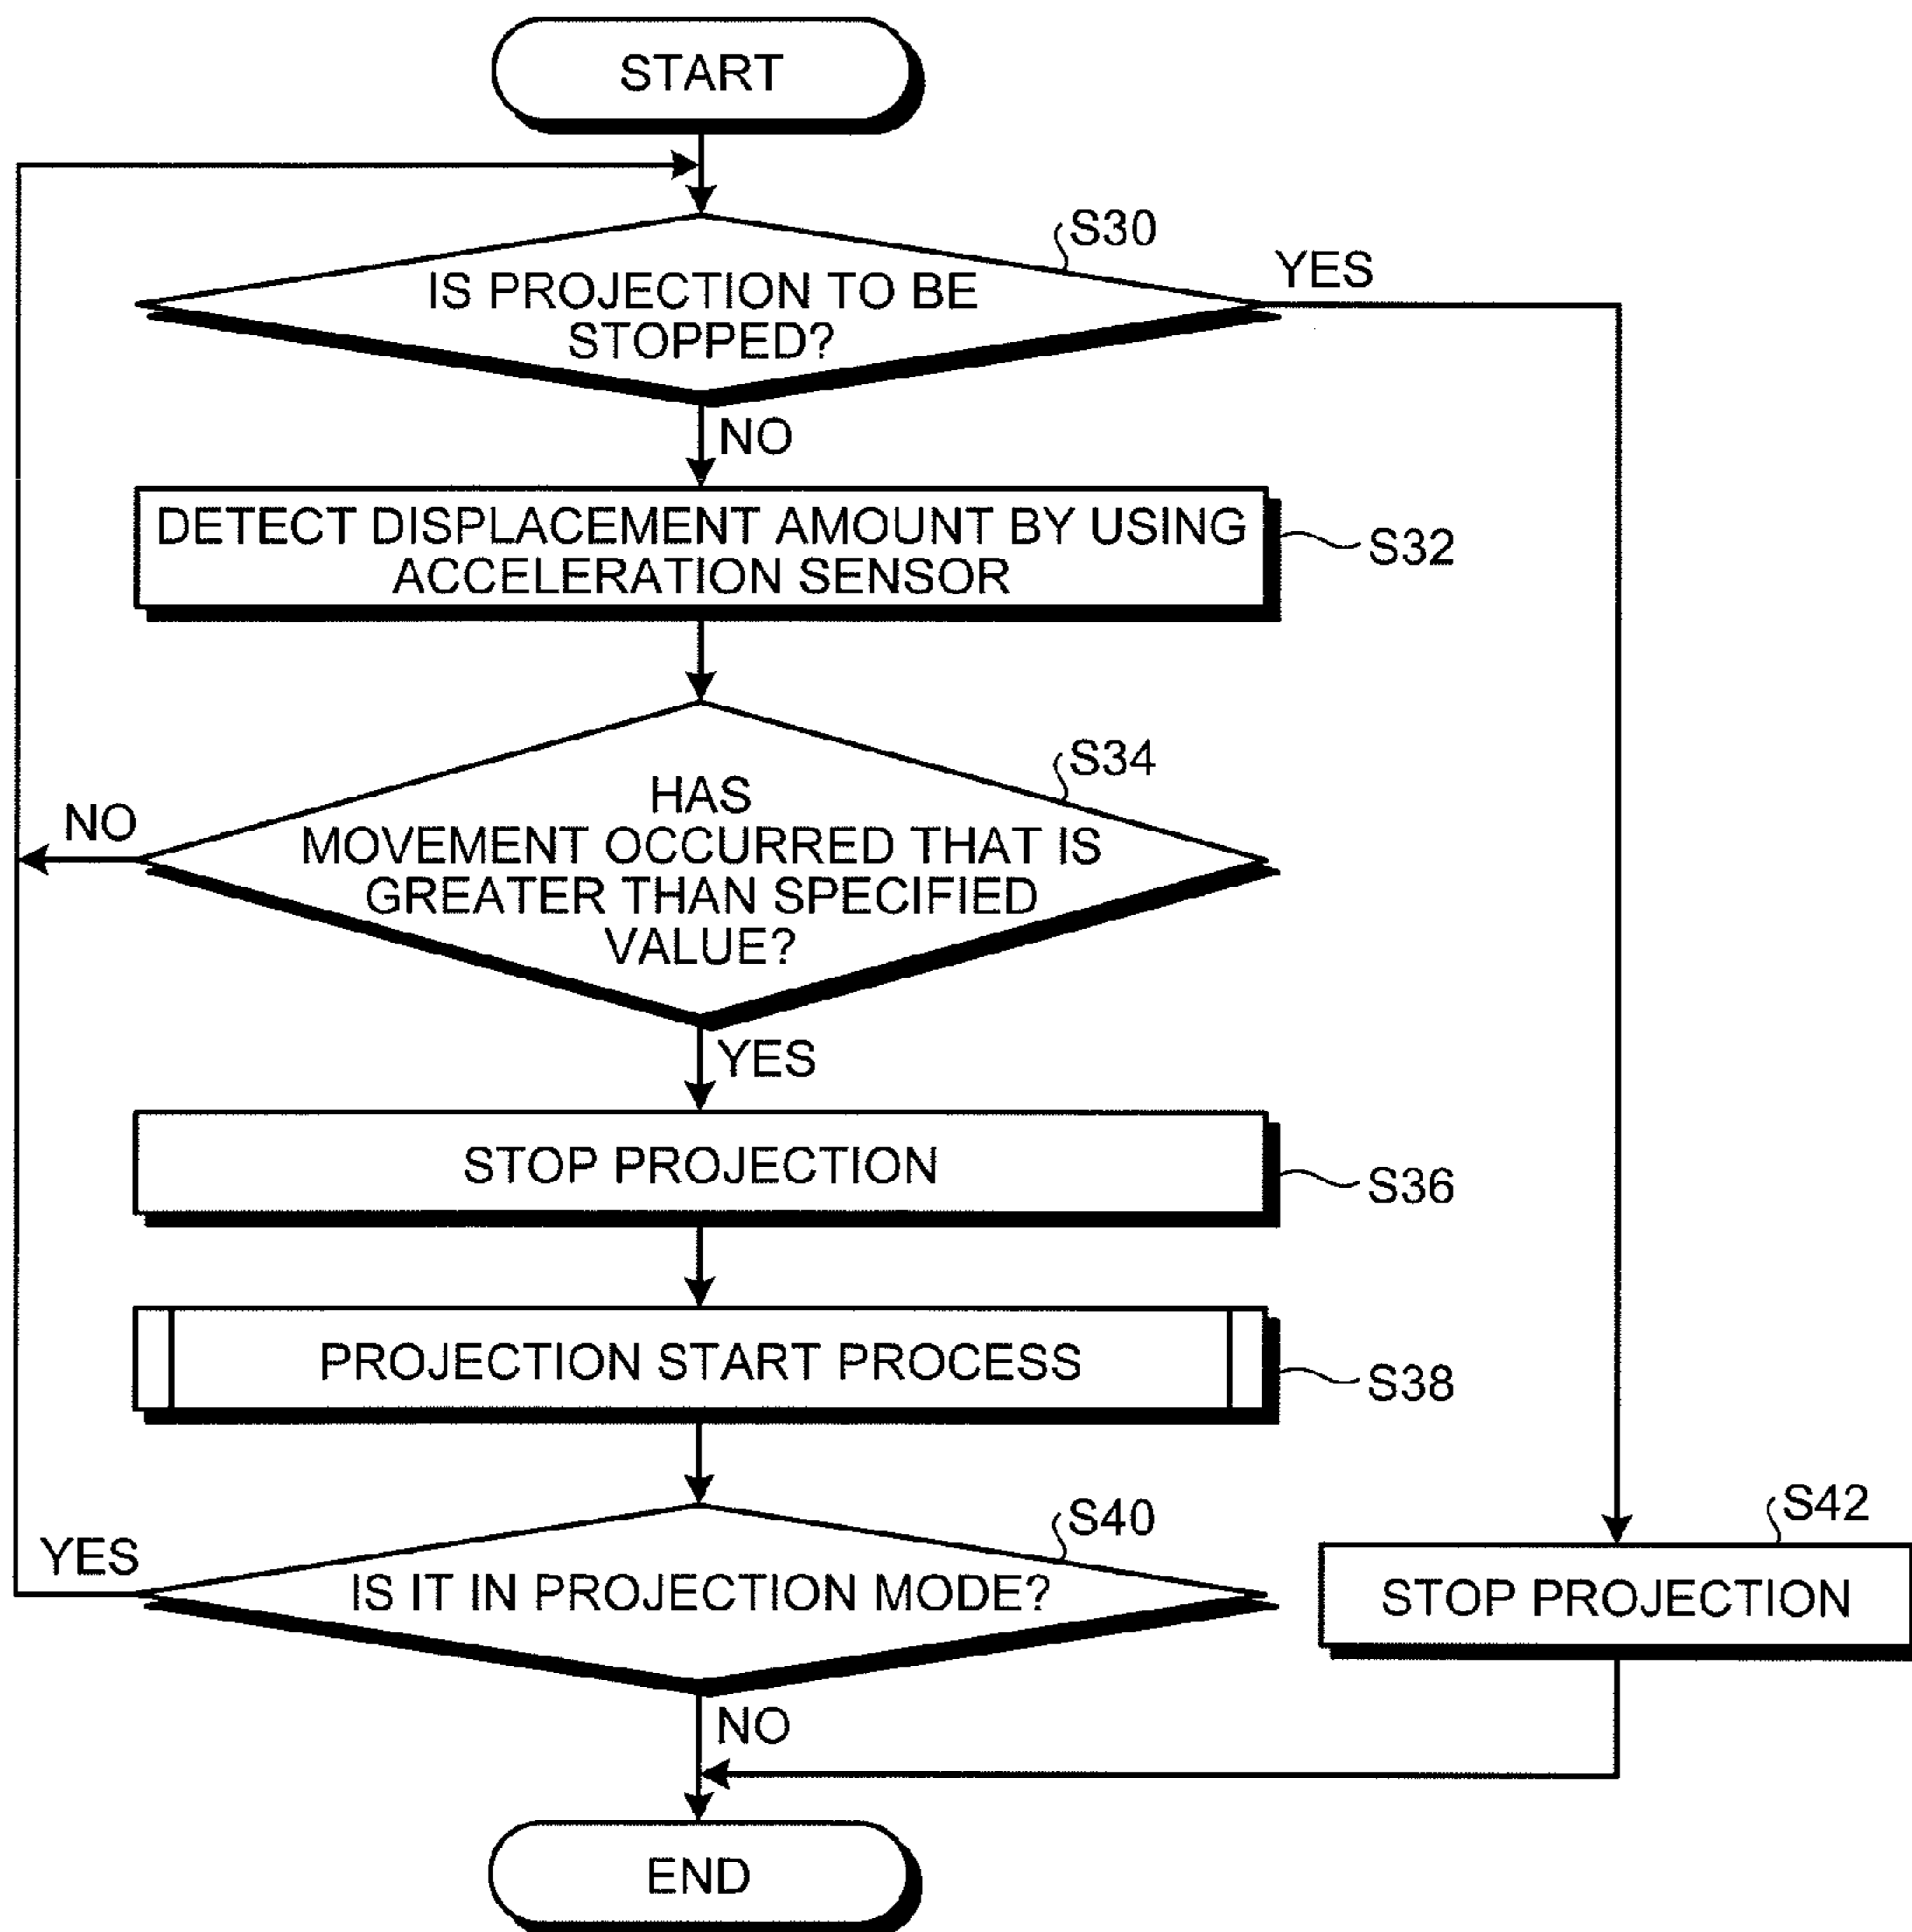 START
S30
YES
IS PROJECTION TO BE
STOPPED?
NO
DETECT DISPLACEMENT AMOUNT BY USING
ACCELERATION SENSOR
S32
S34
HAS
NO
MOVEMENT OCCURRED THAT IS
GREATER THAN SPECIFIED
VALUE?
YES
STOP PROJECTION
S36
PROJECTION START PROCESS
S38
S40
YES
IS IT IN PROJECTION MODE?
S42
STOP PROJECTION
NO
END